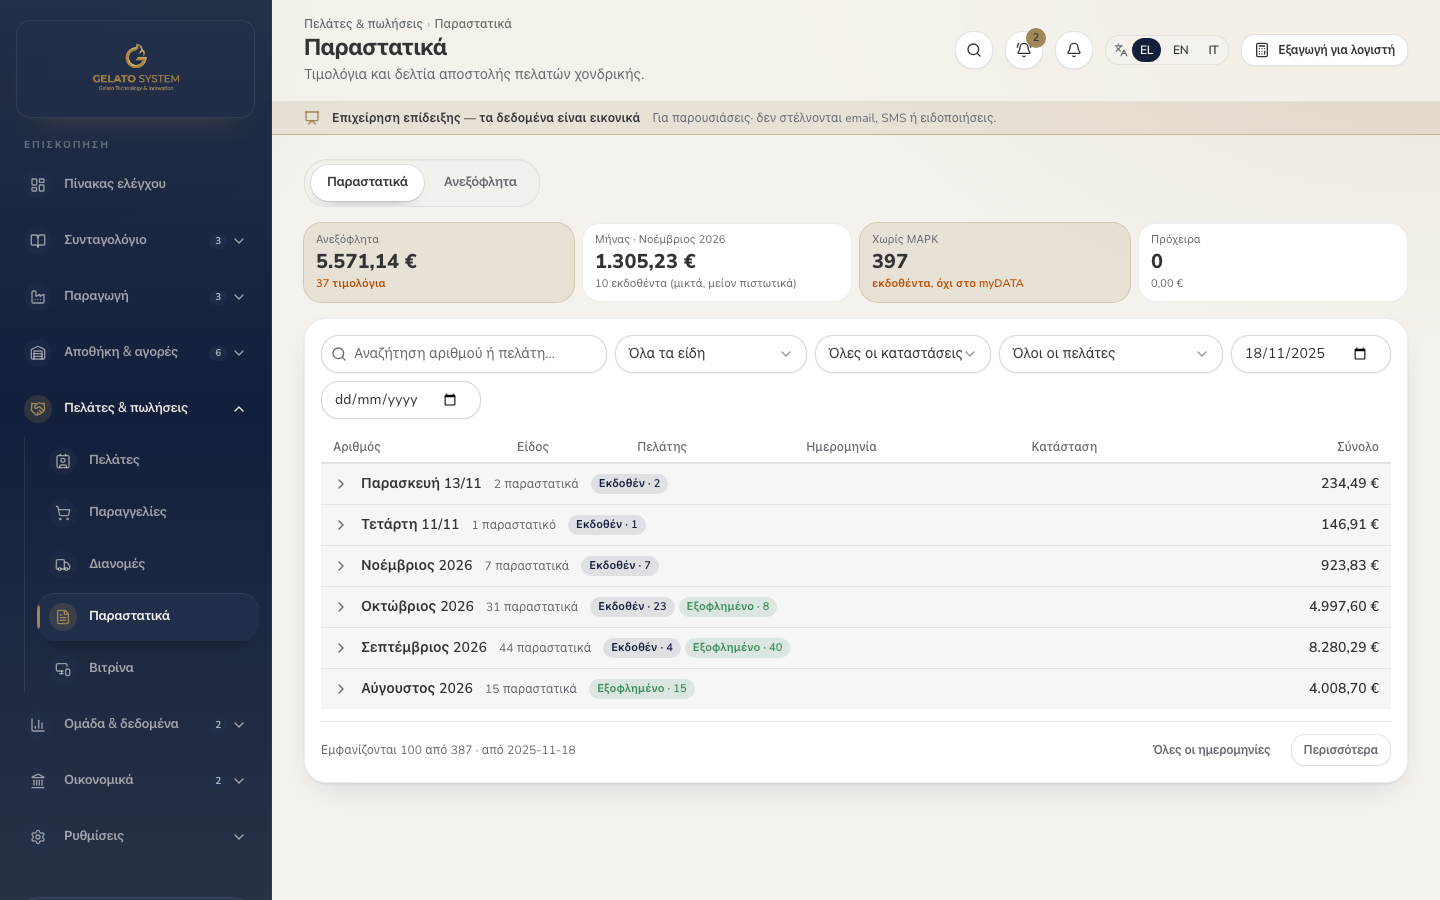 GELATO SYSTEM
Gelato Technology & Innovation
ΕΠΙΣΚΟΠΗΣΗ
Πίνακας ελέγχου
Συνταγολόγιο 3
Παραγωγή 3
Αποθήκη & αγορές 6
Πελάτες & πωλήσεις
Πελάτες
Παραγγελίες
Διανομές
Παραστατικά
Βιτρίνα
Ομάδα & δεδομένα 2
Οικονομικά 2
Ρυθμίσεις
Πελάτες & πωλήσεις › Παραστατικά
Παραστατικά
Τιμολόγια και δελτία αποστολής πελατών χονδρικής.
2
EL EN IT
Εξαγωγή για λογιστή
Επιχείρηση επίδειξης — τα δεδομένα είναι εικονικά Για παρουσιάσεις· δεν στέλνονται email, SMS ή ειδοποιήσεις.
Παραστατικά Ανεξόφλητα
Ανεξόφλητα
5.571,14 €
37 τιμολόγια
Μήνας · Νοέμβριος 2026
1.305,23 €
10 εκδοθέντα (μικτά, μείον πιστωτικά)
Χωρίς ΜΑΡΚ
397
εκδοθέντα, όχι στο myDATA
Πρόχειρα
0
0,00 €
Αναζήτηση αριθμού ή πελάτη...
Όλα τα είδη
Όλες οι καταστάσεις
Όλοι οι πελάτες
18/11/2025
dd/mm/yyyy
Αριθμός Είδος Πελάτης Ημερομηνία Κατάσταση Σύνολο
Παρασκευή 13/11 2 παραστατικά Εκδοθέν · 2 234,49 €
Τετάρτη 11/11 1 παραστατικό Εκδοθέν · 1 146,91 €
Νοέμβριος 2026 7 παραστατικά Εκδοθέν · 7 923,83 €
Οκτώβριος 2026 31 παραστατικά Εκδοθέν · 23 Εξοφλημένο · 8 4.997,60 €
Σεπτέμβριος 2026 44 παραστατικά Εκδοθέν · 4 Εξοφλημένο · 40 8.280,29 €
Αύγουστος 2026 15 παραστατικά Εξοφλημένο · 15 4.008,70 €
Εμφανίζονται 100 από 387 · από 2025-11-18
Όλες οι ημερομηνίες
Περισσότερα